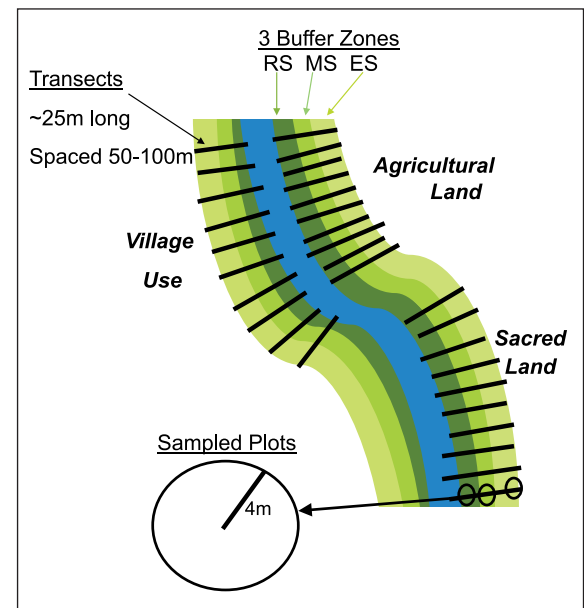 3 Buffer Zones
RS MS ES
Transects
~25m long
Spaced 50-100m
Agricultural
Land
Village
Use
Sacred
Land
Sampled Plots
4m